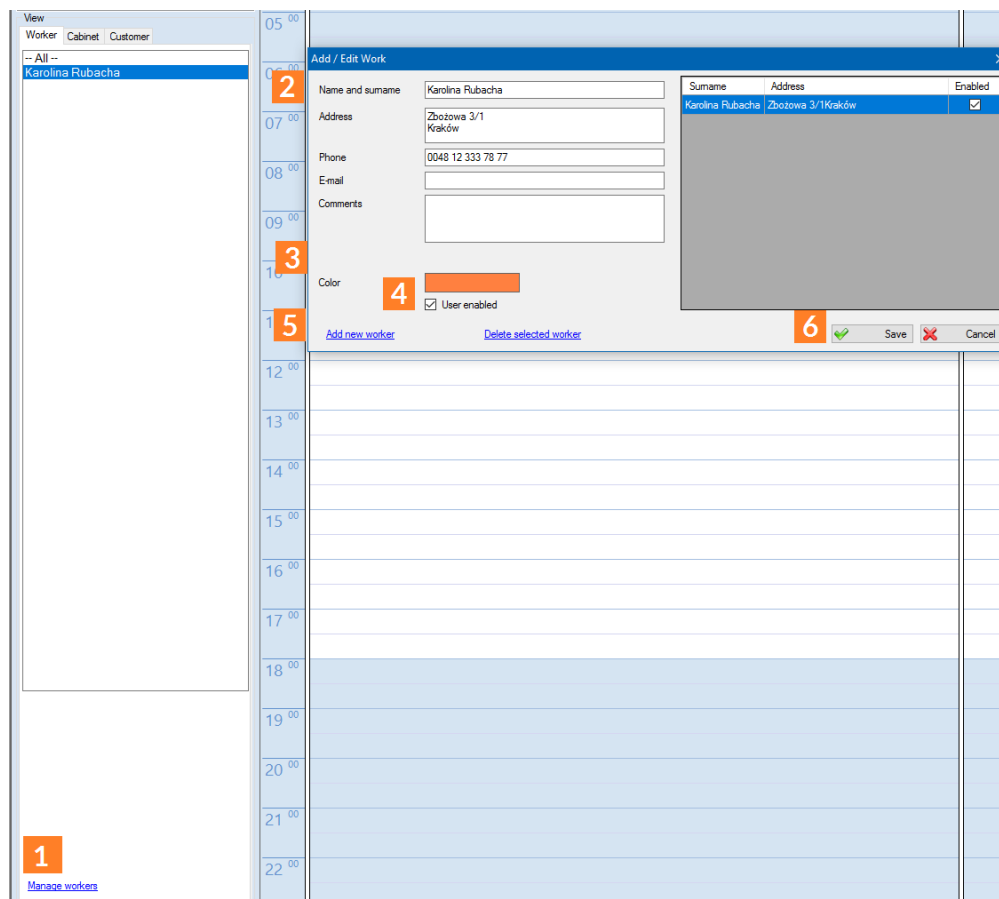 View
Worker Cabinet Customer
-- All --
Karolina Rubacha
1
Manage workers
05 00
06 00
07 00
08 00
09 00
10
1
12 00
13 00
14 00
15 00
16 00
17 00
18 00
19 00
20 00
21 00
22 00
Add / Edit Work
2
Name and surname Karolina Rubacha
Address Zbożowa 3/1
Kraków
Phone 0048 12 333 78 77
E-mail
Comments
3
Color
4
User enabled
5
Add new worker Delete selected worker
Surname Address Enabled
Karolina Rubacha Zbożowa 3/1Kraków
6
Save Cancel